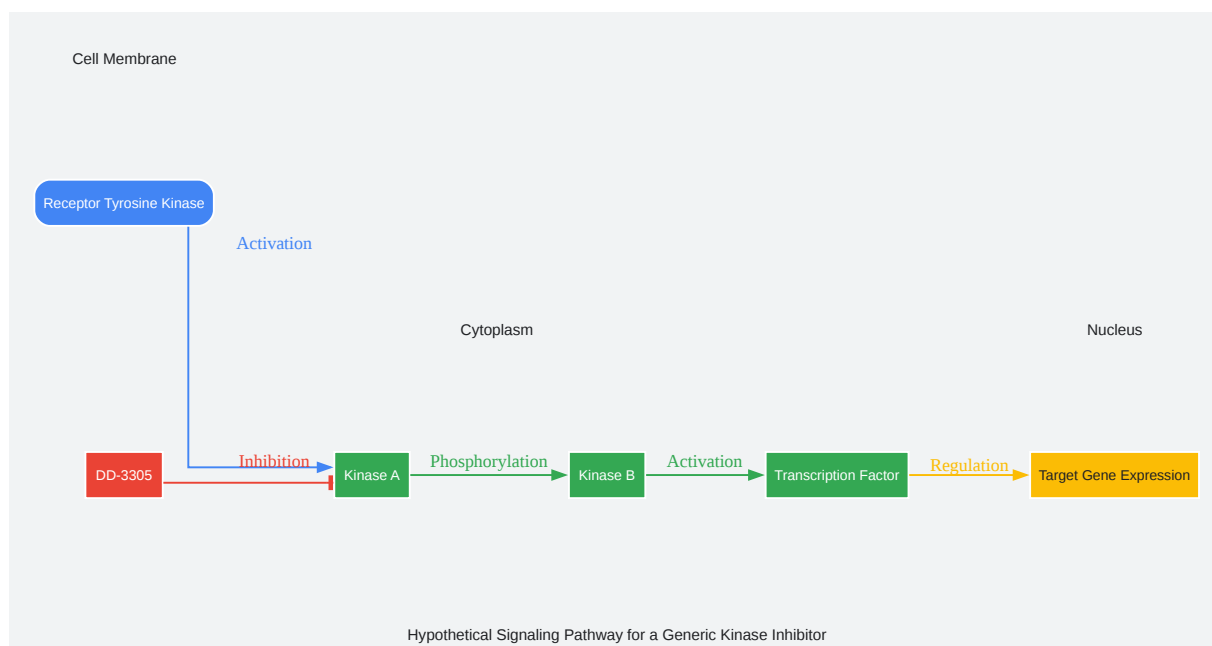 Cell Membrane
Receptor Tyrosine Kinase
Activation
Cytoplasm
Nucleus
DD-3305
Inhibition
Kinase A
Phosphorylation
Kinase B
Activation
Transcription Factor
Regulation
Target Gene Expression
Hypothetical Signaling Pathway for a Generic Kinase Inhibitor